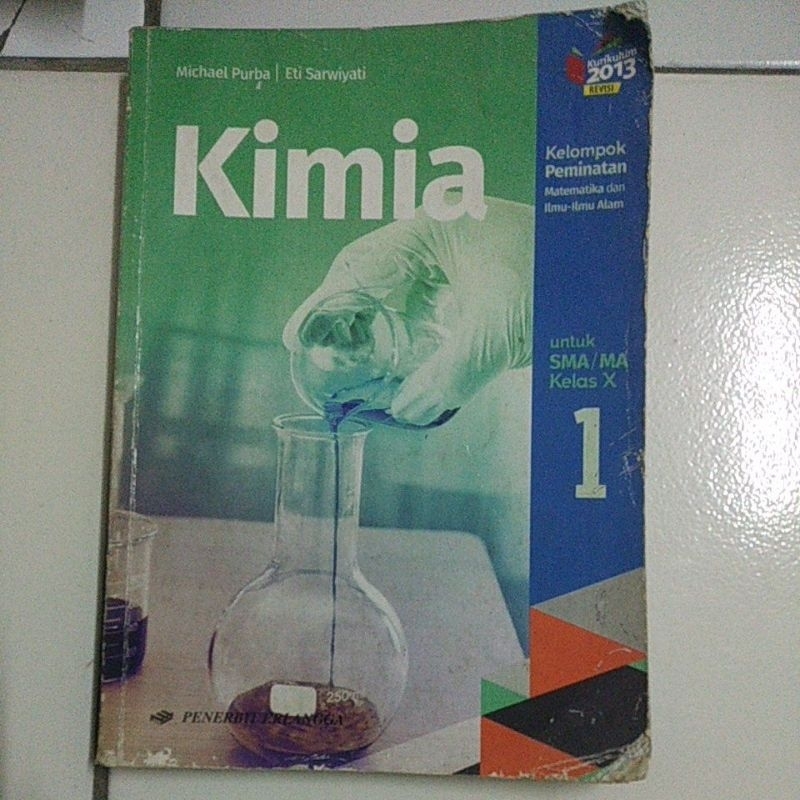 Michael Purba | Eti Sarwiyati
Kurikulum
2013
REVISI
Kimia
Kelompok
Peminatan
Matematika dan
Ilmu-Ilmu Alam
untuk
SMA/MA
Kelas X
1
250
PENERBIT ERLANGGA